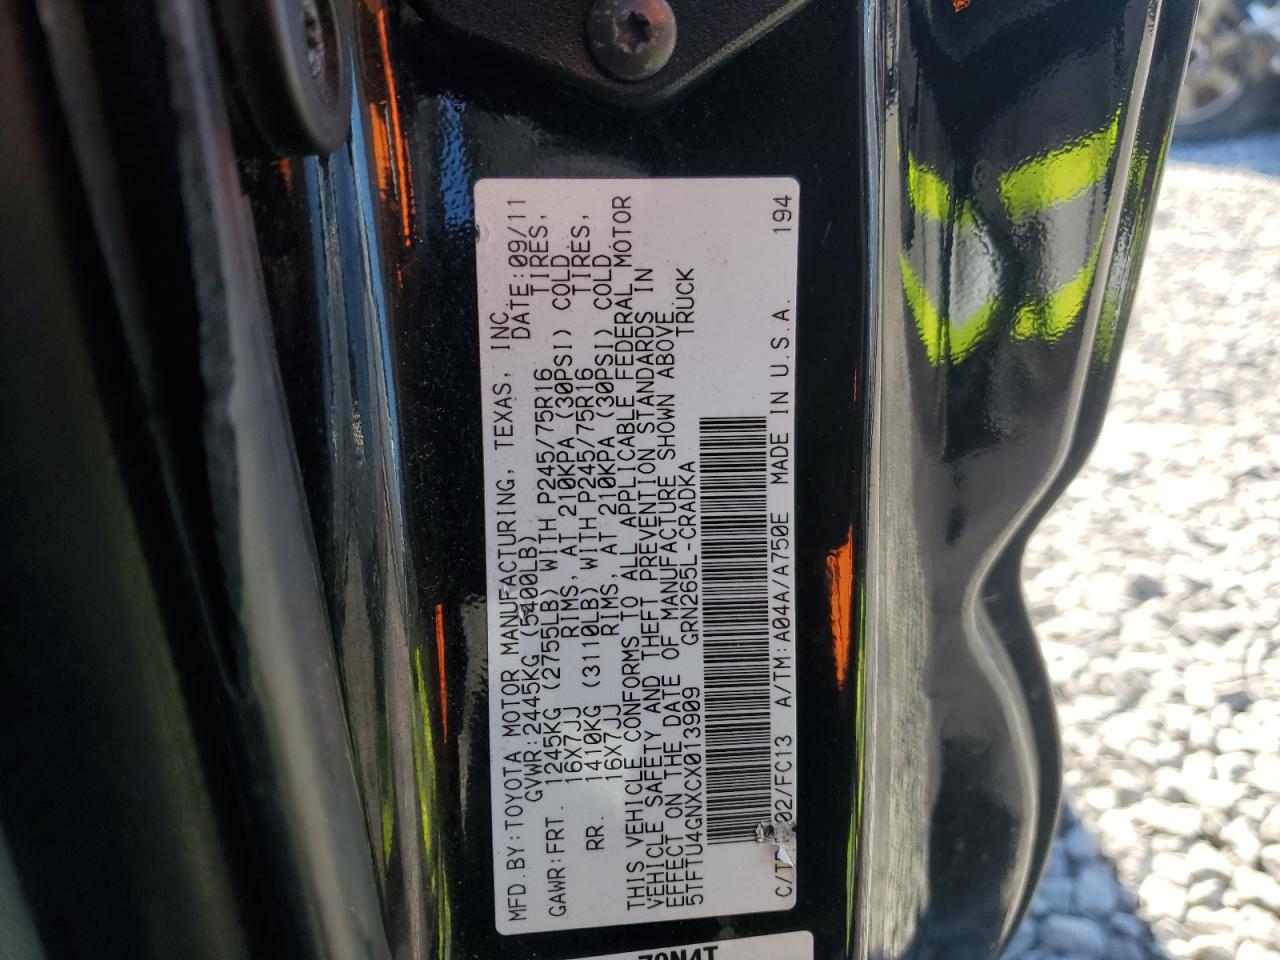 MFD.BY:TOYOTA MOTOR MANUFACTURING, TEXAS, INC.
GVWR:2445KG (5400LB) DATE:09/11
GAWR:FRT. 1245KG (2755LB) WITH P245/75R16 TIRES,
16X7JJ RIMS, AT 210KPA (30PSI) COLD
RR. 1410KG (3110LB) WITH P245/75R16 TIRES,
16X7JJ RIMS, AT 210KPA (30PSI) COLD
THIS VEHICLE CONFORMS TO ALL APPLICABLE FEDERAL MOTOR
VEHICLE SAFETY AND THEFT PREVENTION STANDARDS IN
EFFECT ON THE DATE OF MANUFACTURE SHOWN ABOVE.
5TFTU4GNXCX013909 GRN265L-CRADKA TRUCK
02/FC13 A/TM:A04A/A750E MADE IN U.S.A. 194